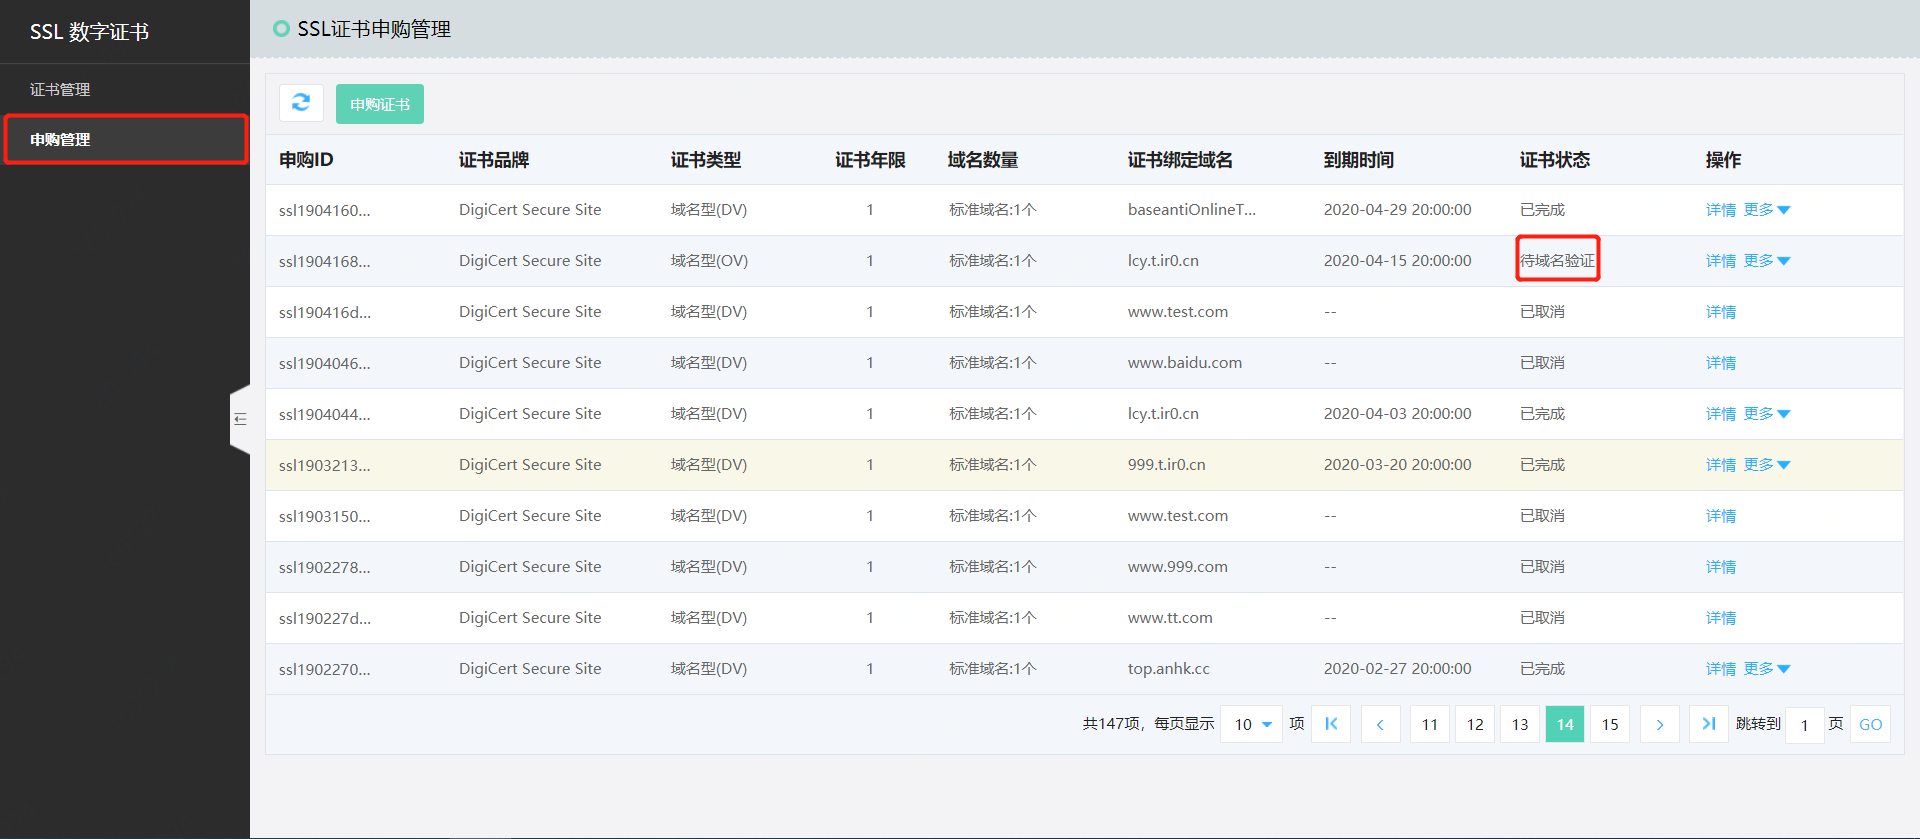 SSL 数字证书
证书管理
申购管理
SSL证书申购管理
申购证书
申购ID 证书品牌 证书类型 证书年限 域名数量 证书绑定域名 到期时间 证书状态 操作
ssl1904160... DigiCert Secure Site 域名型(DV) 1 标准域名:1个 baseantiOnlineT... 2020-04-29 20:00:00 已完成 详情 更多
ssl1904168... DigiCert Secure Site 域名型(OV) 1 标准域名:1个 lcy.t.ir0.cn 2020-04-15 20:00:00 待域名验证 详情 更多
ssl190416d... DigiCert Secure Site 域名型(DV) 1 标准域名:1个 www.test.com -- 已取消 详情
ssl1904046... DigiCert Secure Site 域名型(DV) 1 标准域名:1个 www.baidu.com -- 已取消 详情
ssl1904044... DigiCert Secure Site 域名型(DV) 1 标准域名:1个 lcy.t.ir0.cn 2020-04-03 20:00:00 已完成 详情 更多
ssl1903213... DigiCert Secure Site 域名型(DV) 1 标准域名:1个 999.t.ir0.cn 2020-03-20 20:00:00 已完成 详情 更多
ssl1903150... DigiCert Secure Site 域名型(DV) 1 标准域名:1个 www.test.com -- 已取消 详情
ssl1902278... DigiCert Secure Site 域名型(DV) 1 标准域名:1个 www.999.com -- 已取消 详情
ssl190227d... DigiCert Secure Site 域名型(DV) 1 标准域名:1个 www.tt.com -- 已取消 详情
ssl1902270... DigiCert Secure Site 域名型(DV) 1 标准域名:1个 top.anhk.cc 2020-02-27 20:00:00 已完成 详情 更多
共147项，每页显示 10 项 11 12 13 14 15 跳转到 1 页 GO